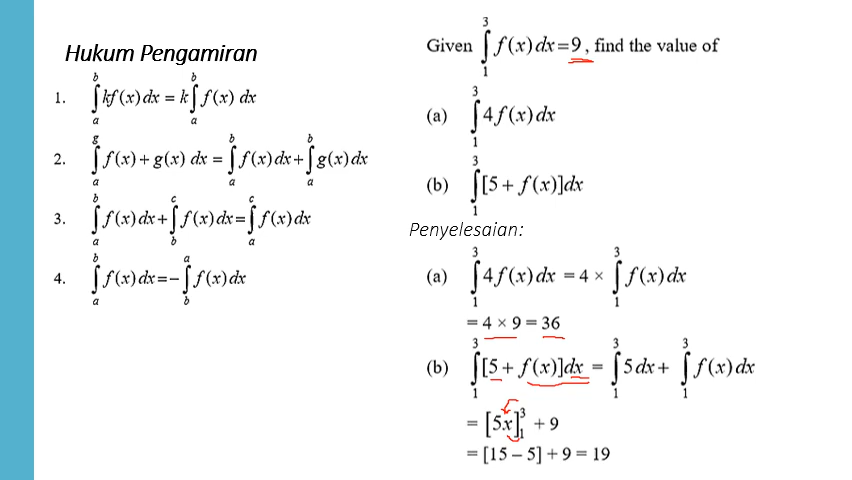 Hukum Pengamiran
1. ∫_a^b kf(x) dx = k∫_a^b f(x) dx
2. ∫_a^g f(x) + g(x) dx = ∫_a^b f(x) dx + ∫_a^b g(x) dx
3. ∫_a^b f(x) dx + ∫_b^c f(x) dx = ∫_a^c f(x) dx
4. ∫_a^b f(x) dx = −∫_b^a f(x) dx
Given ∫_1^3 f(x) dx = 9, find the value of
(a) ∫_1^3 4f(x) dx
(b) ∫_1^3 [5 + f(x)]dx
Penyelesaian:
(a) ∫_1^3 4f(x) dx = 4 × ∫_1^3 f(x) dx
= 4 × 9 = 36
(b) ∫_1^3 [5 + f(x)]dx = ∫_1^3 5 dx + ∫_1^3 f(x) dx
= [5x]_1^3 + 9
= [15 – 5] + 9 = 19